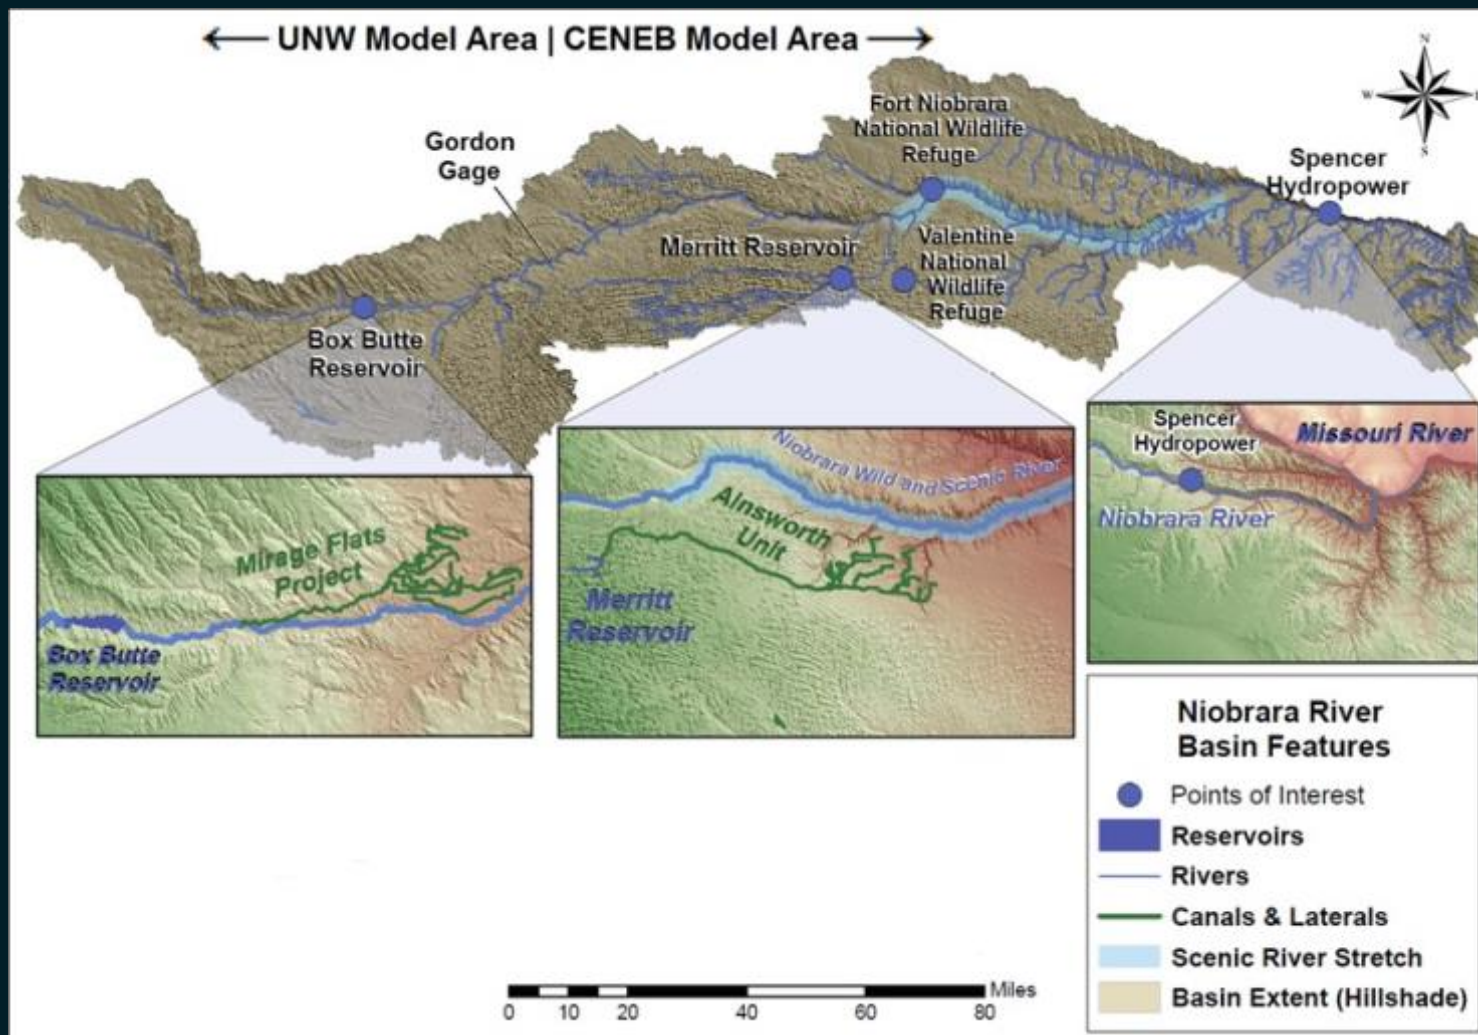 UNW Model Area | CENEB Model Area
Fort Niobrara
National Wildlife
Refuge
Gordon
Gage
Spencer
Hydropower
Merritt Reservoir
Valentine
National
Wildlife
Refuge
Box Butte
Reservoir
N
W
S
Mirage Flats
Project
Box Butte
Reservoir
Niobrara Wild and Scenic River
Ainsworth
Unit
Merritt
Reservoir
Spencer
Hydropower
Missouri River
Niobrara River
Niobrara River
Basin Features
Points of Interest
Reservoirs
Rivers
Canals & Laterals
Scenic River Stretch
Basin Extent (Hillshade)
Miles
0 10 20 40 60 80